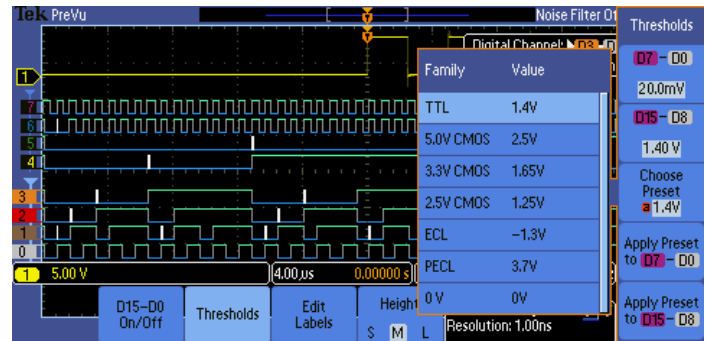 Tek PreVu
Noise Filter Of
Thresholds
D7 – D0
20.0mV
D15 – D8
1.40 V
Choose
Preset
a 1.4V
Apply Preset
to D7 – D0
Apply Preset
to D15 – D8
Digital Channel: D3
Family Value
TTL 1.4V
5.0V CMOS 2.5V
3.3V CMOS 1.65V
2.5V CMOS 1.25V
ECL −1.3V
PECL 3.7V
0 V 0V
1
7
6
5
4
3
2
1
0
1 5.00 V 4.00µs 0.00000 s
D15–D0
On/Off
Thresholds
Edit
Labels
Height
S M L
Resolution: 1.00ns